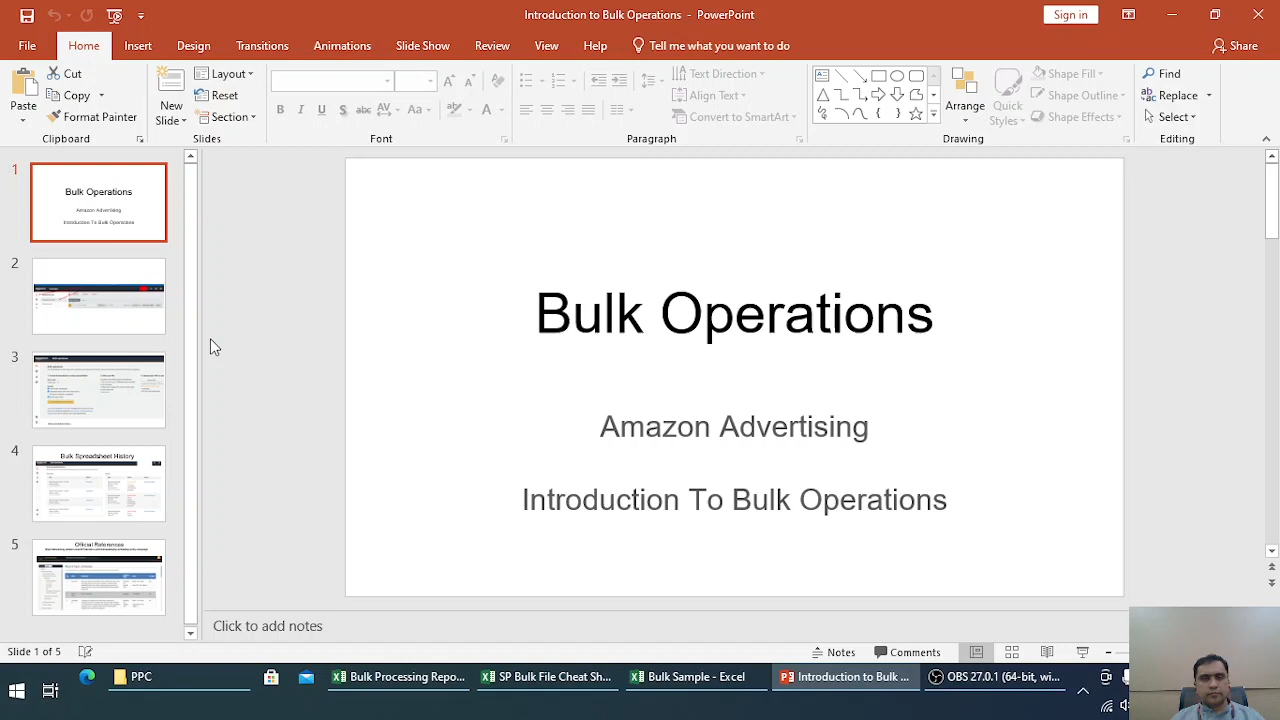 Introduction to Bulk Operations - PowerPoint
Sign in
File
Home
Insert
Design
Transitions
Animations
Slide Show
Review
View
Help
Tell me what you want to do
Share
Paste
Cut
Copy
Format Painter
Clipboard
New
Slide
Layout
Reset
Section
Slides
Font
Text Direction
Align Text
Convert to SmartArt
Paragraph
Arrange
Quick
Styles
Shape Fill
Shape Outline
Shape Effects
Drawing
Find
Replace
Select
Editing
1
Bulk Operations
Amazon Advertising
Introduction To Bulk Operations
2
3
4
Bulk Spreadsheet History
5
Official References
Bulk Operations
Amazon Advertising
Introduction To Bulk Operations
Click to add notes
Slide 1 of 5
Notes
Comments
PPC
Bulk Processing Repo...
SP Bulk File Cheat Sh...
Bulk Sample - Excel
Introduction to Bulk ...
OBS 27.0.1 (64-bit, wi...